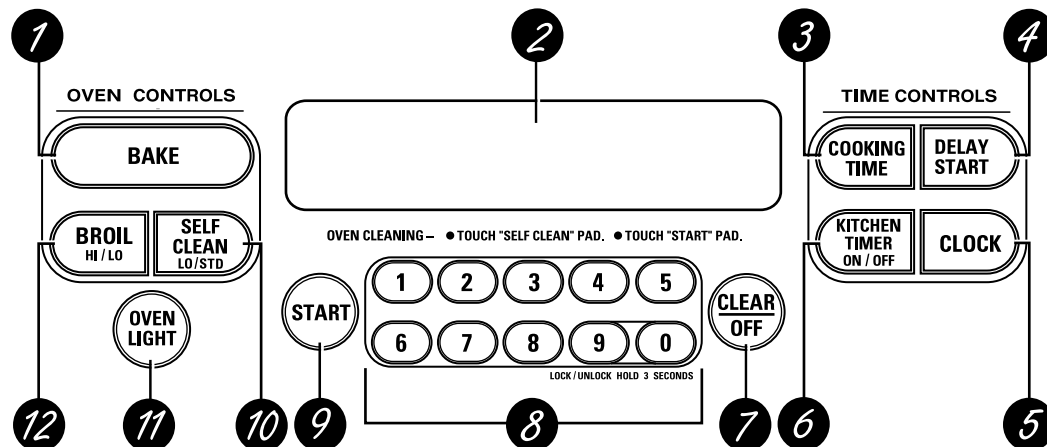 1
2
3
4
OVEN CONTROLS
TIME CONTROLS
BAKE
COOKING
TIME
DELAY
START
BROIL
HI / LO
SELF
CLEAN
LO/STD
KITCHEN
TIMER
ON / OFF
CLOCK
OVEN CLEANING – ● TOUCH "SELF CLEAN" PAD. ● TOUCH "START" PAD.
OVEN
LIGHT
START
1 2 3 4 5
6 7 8 9 0
LOCK/UNLOCK HOLD 3 SECONDS
CLEAR
OFF
12
11
10
9
8
7
6
5